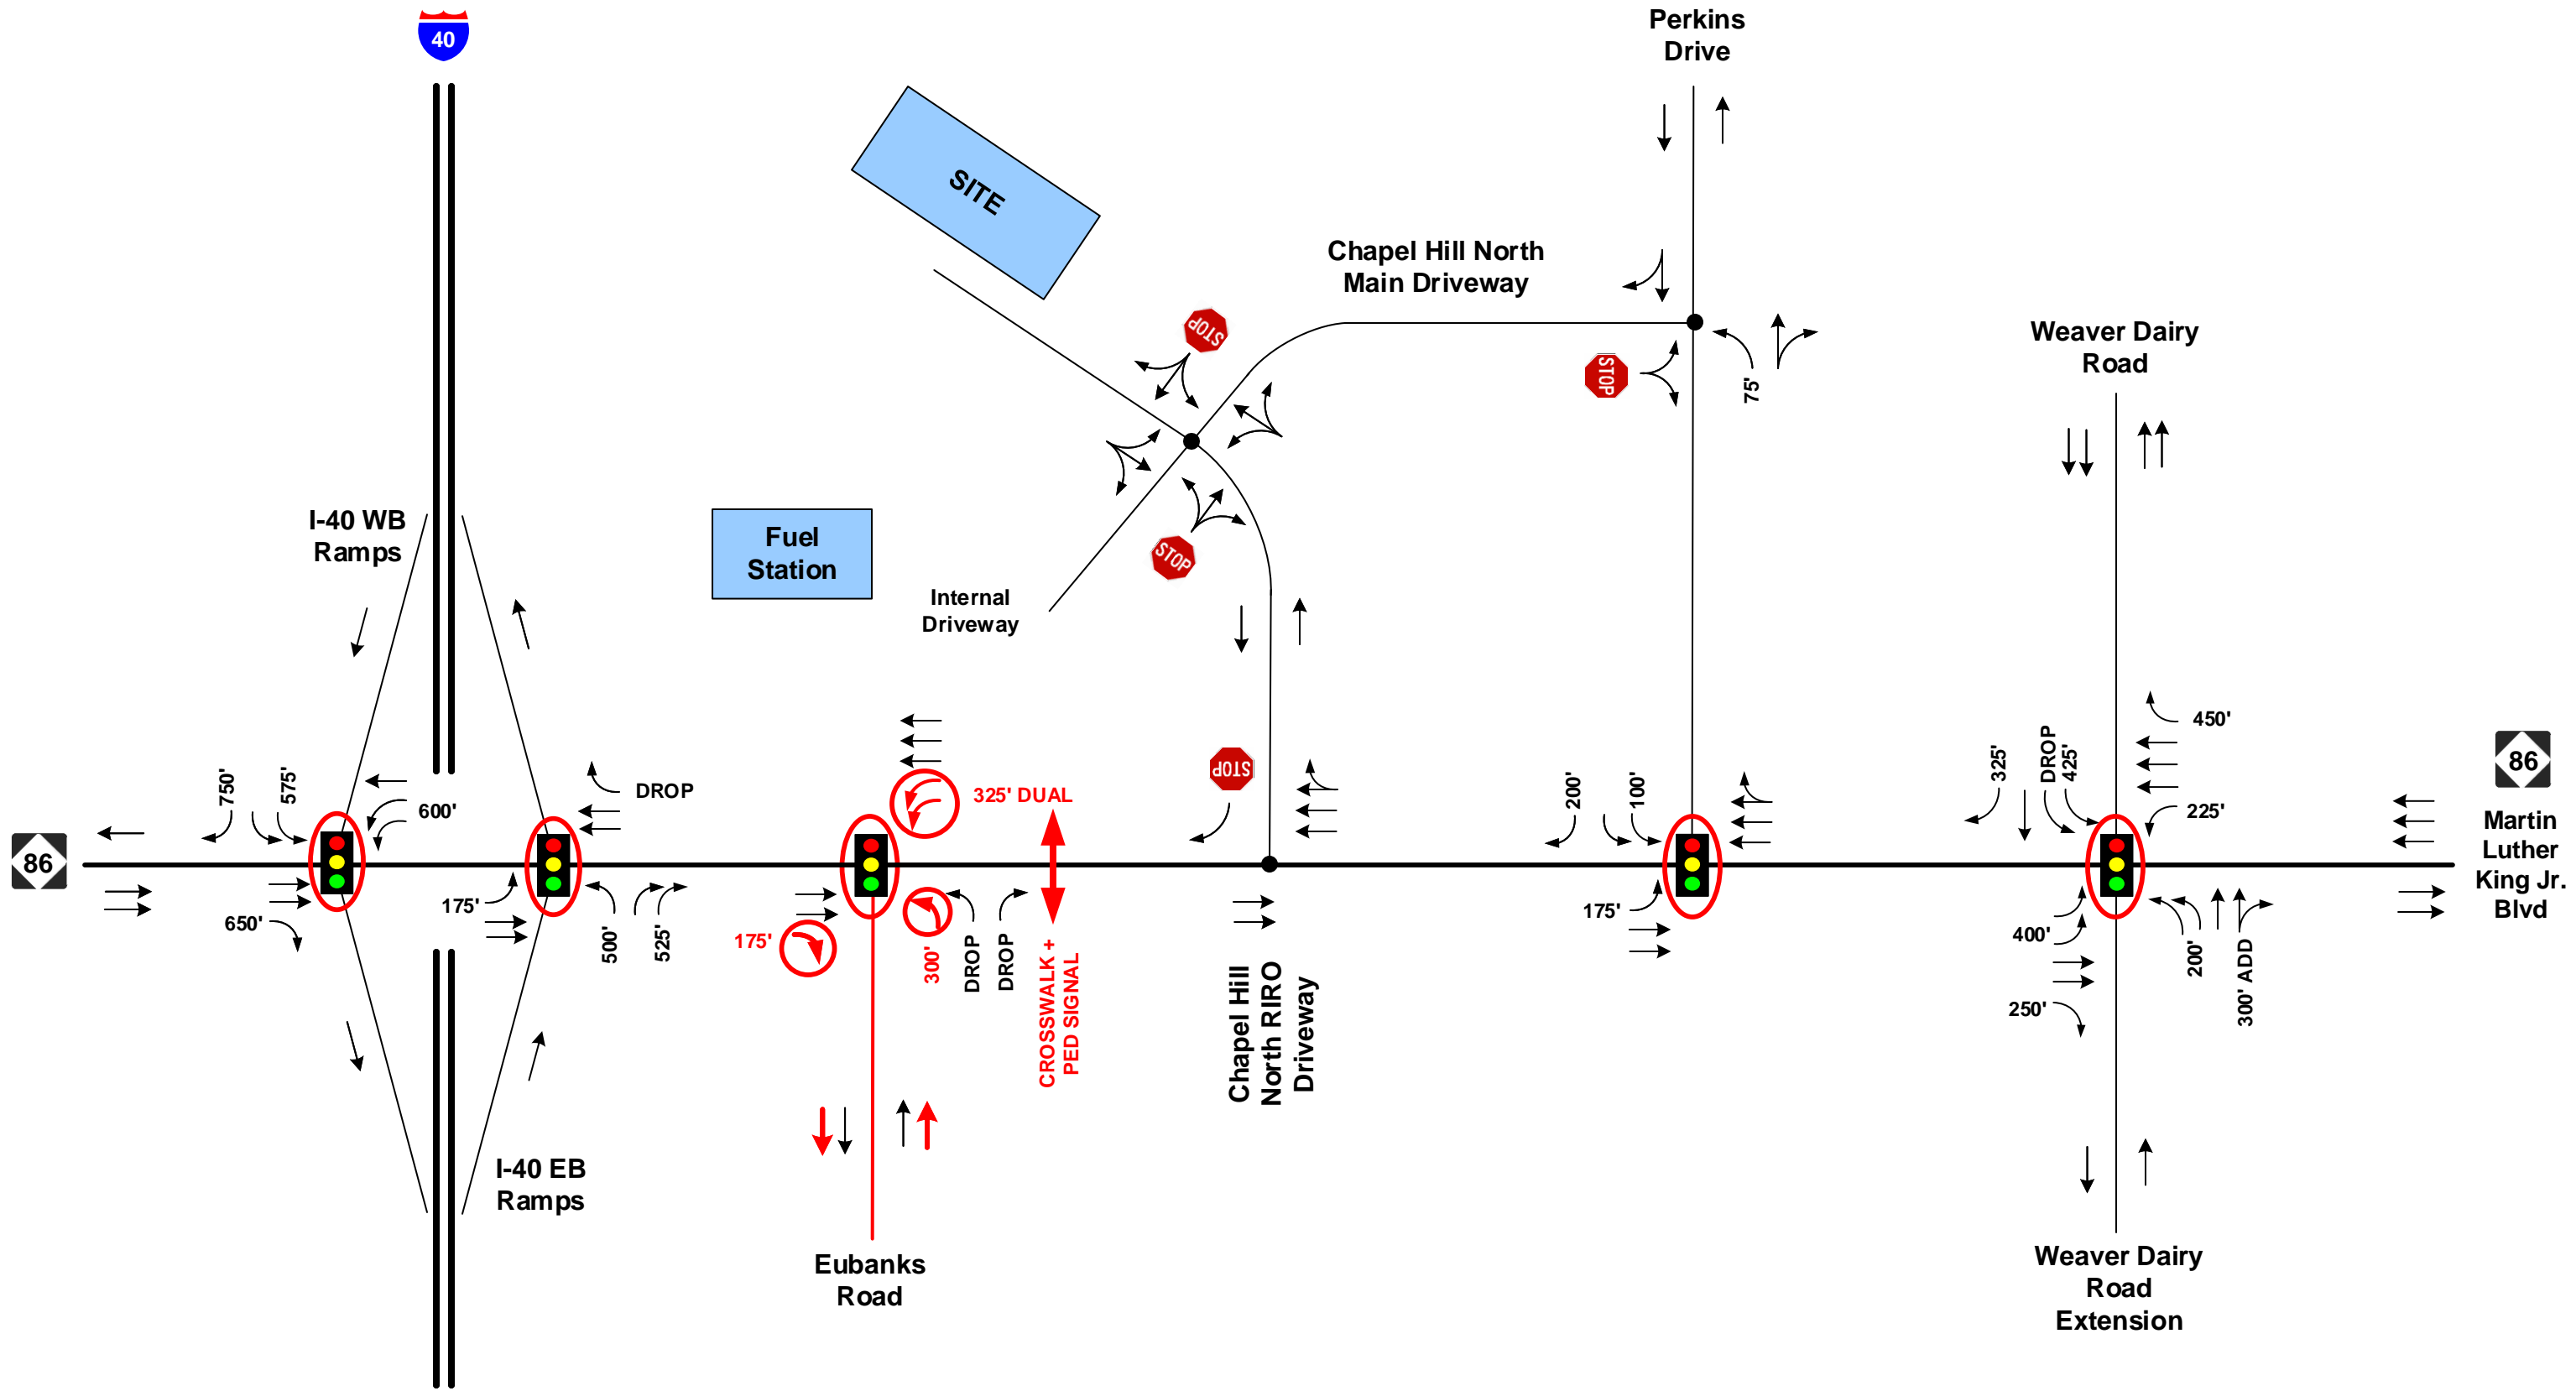 40
Perkins
Drive
SITE
Chapel Hill North
Main Driveway
STOP
STOP
75'
Weaver Dairy
Road
I-40 WB
Ramps
Fuel
Station
STOP
Internal
Driveway
450'
750'
575'
600'
DROP
325' DUAL
STOP
200'
100'
325'
DROP
425'
225'
86
Martin
Luther
King Jr.
Blvd
86
650'
175'
500'
525'
175'
300'
DROP
DROP
CROSSWALK +
PED SIGNAL
Chapel Hill
North RIRO
Driveway
175'
400'
250'
200'
300' ADD
I-40 EB
Ramps
Eubanks
Road
Weaver Dairy
Road
Extension